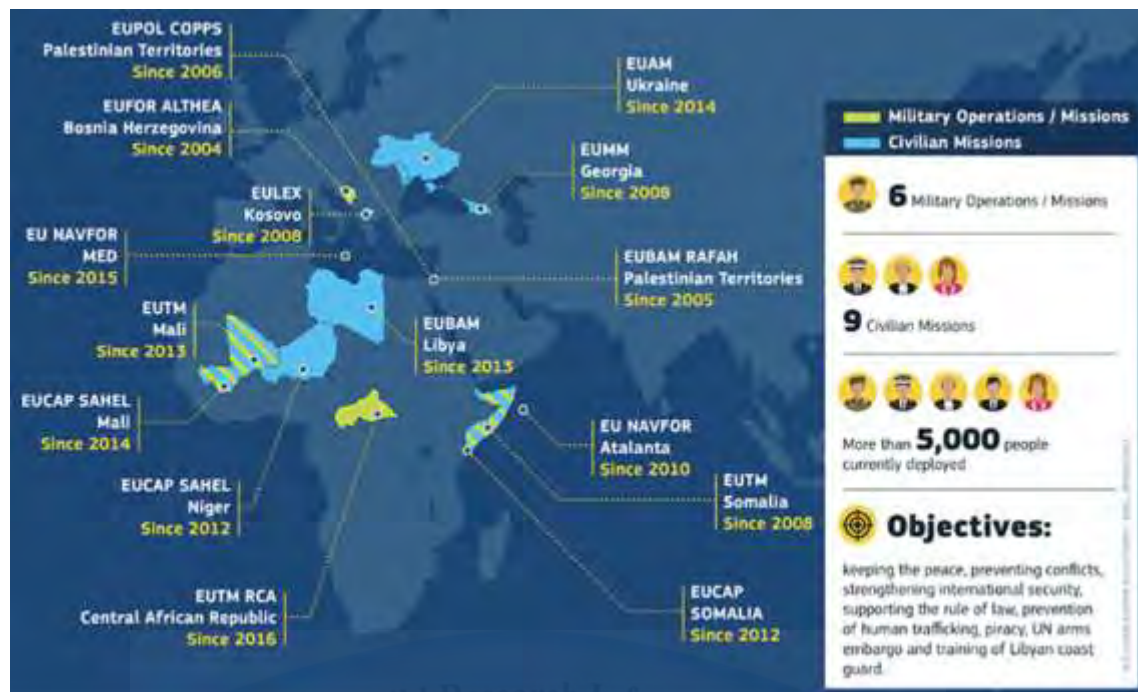 EUPOL COPPS
Palestinian Territories
Since 2006
EUFOR ALTHEA
Bosnia Herzegovina
Since 2004
EULEX
Kosovo
Since 2008
EU NAVFOR
MED
Since 2015
EUTM
Mali
Since 2013
EUCAP SAHEL
Mali
Since 2014
EUCAP SAHEL
Niger
Since 2012
EUTM RCA
Central African Republic
Since 2016
EUAM
Ukraine
Since 2014
EUMM
Georgia
Since 2008
EUBAM RAFAH
Palestinian Territories
Since 2005
EUBAM
Libya
Since 2013
EU NAVFOR
Atalanta
Since 2010
EUTM
Somalia
Since 2008
EUCAP
SOMALIA
Since 2012
Military Operations / Missions
Civilian Missions
6 Military Operations / Missions
9 Civilian Missions
More than 5,000 people
currently deployed
Objectives:
keeping the peace, preventing conflicts,
strengthening international security,
supporting the rule of law, prevention
of human trafficking, piracy, UN arms
embargo and training of Libyan coast
guard.